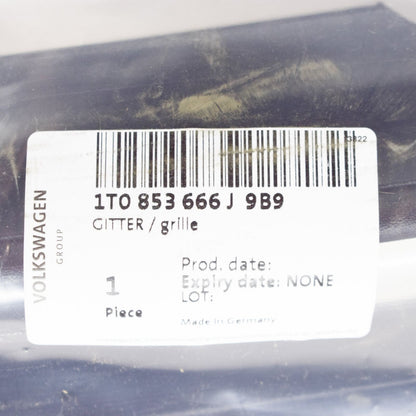 G322
VOLKSWAGEN
GROUP
1T0 853 666 J 9B9
GITTER / grille
1
Piece
Prod. date:
Expiry date: NONE
LOT:
Made in Germany